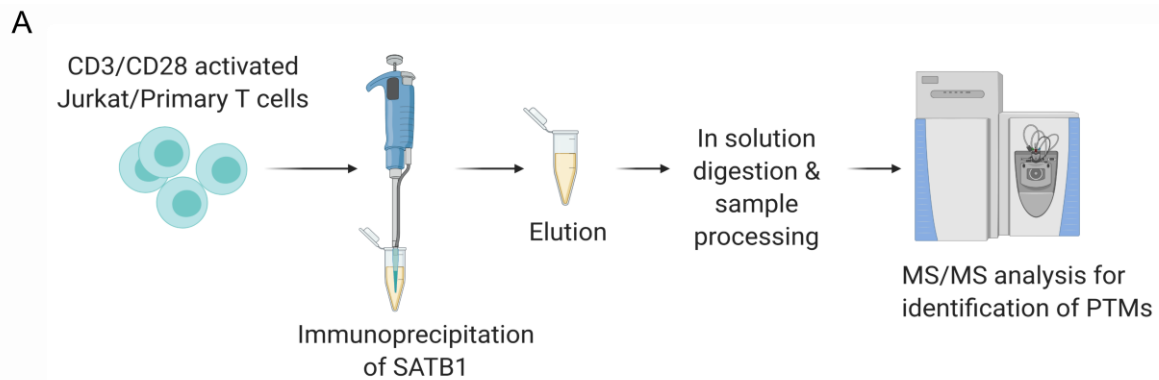 A
CD3/CD28 activated
Jurkat/Primary T cells
Immunoprecipitation
of SATB1
Elution
In solution
digestion &
sample
processing
MS/MS analysis for
identification of PTMs